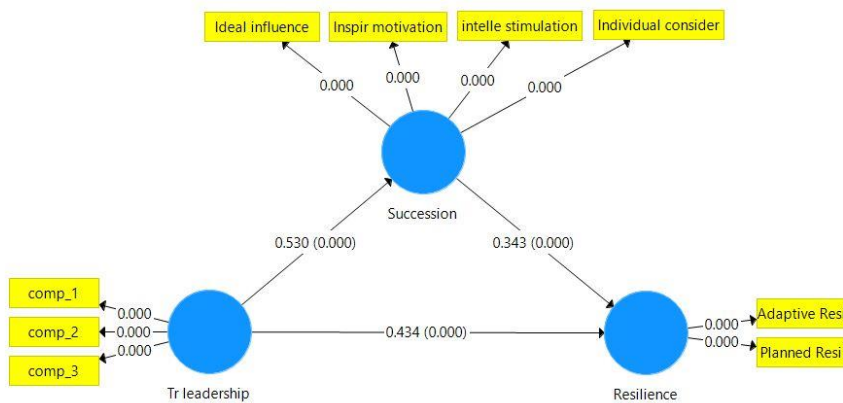 Ideal influence
Inspir motivation
intelle stimulation
Individual consider
0.000
0.000
0.000
0.000
Succession
0.530 (0.000)
0.343 (0.000)
comp_1
comp_2
comp_3
0.000
0.000
0.000
0.434 (0.000)
0.000
0.000
Adaptive Res
Planned Resi
Tr leadership
Resilience